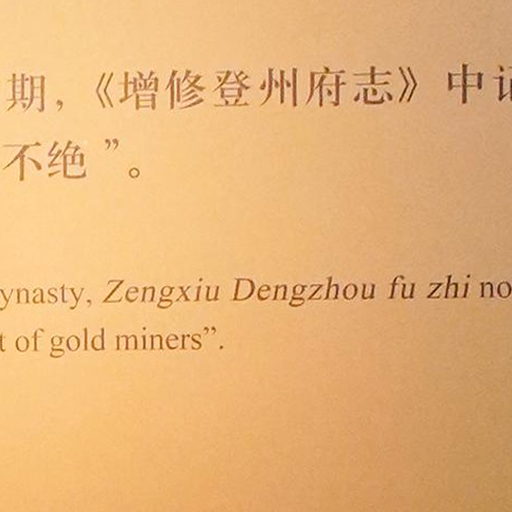 期，《增修登州府志》中
不绝 ”。
ynasty, Zengxiu Dengzhou fu zhi no
t of gold miners”.